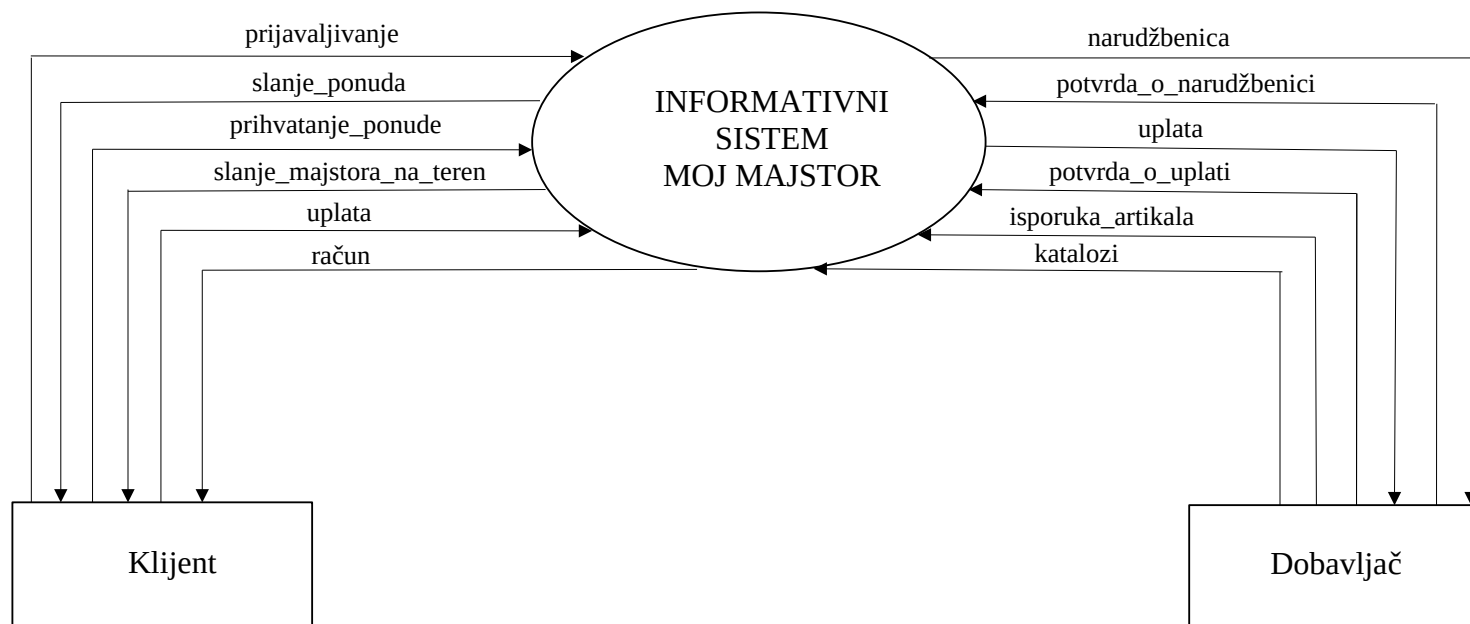 prijavaljivanje
slanje_ponuda
prihvatanje_ponude
slanje_majstora_na_teren
uplata
račun
INFORMATIVNI
SISTEM
MOJ MAJSTOR
narudžbenica
potvrda_o_narudžbenici
uplata
potvrda_o_uplati
isporuka_artikala
katalozi
Klijent
Dobavljač